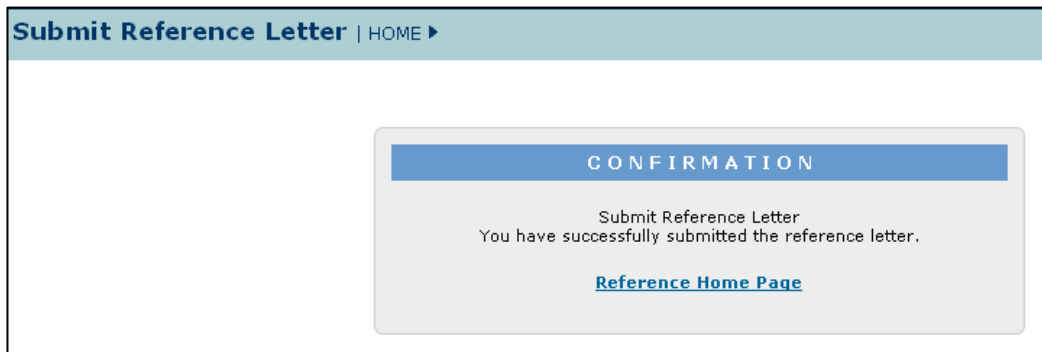 Submit Reference Letter | HOME ▶
CONFIRMATION
Submit Reference Letter
You have successfully submitted the reference letter.
Reference Home Page